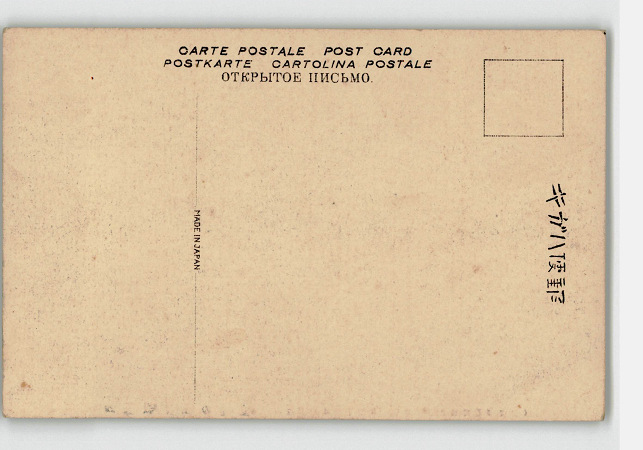 CARTE POSTALE POST CARD
POSTKARTE CARTOLINA POSTALE
ОТКРЫТОЕ ПИСЬМО.
MADE IN JAPAN
郵便ハガキ